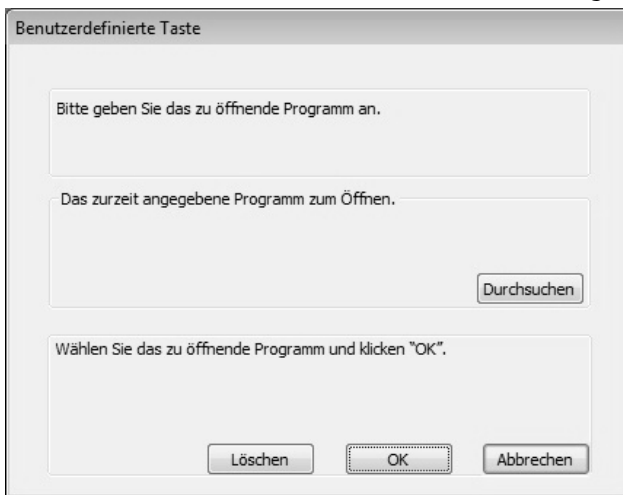 Benutzerdefinierte Taste
Bitte geben Sie das zu öffnende Programm an.
Das zurzeit angegebene Programm zum Öffnen.
Durchsuchen
Wählen Sie das zu öffnende Programm und klicken "OK".
Löschen OK Abbrechen